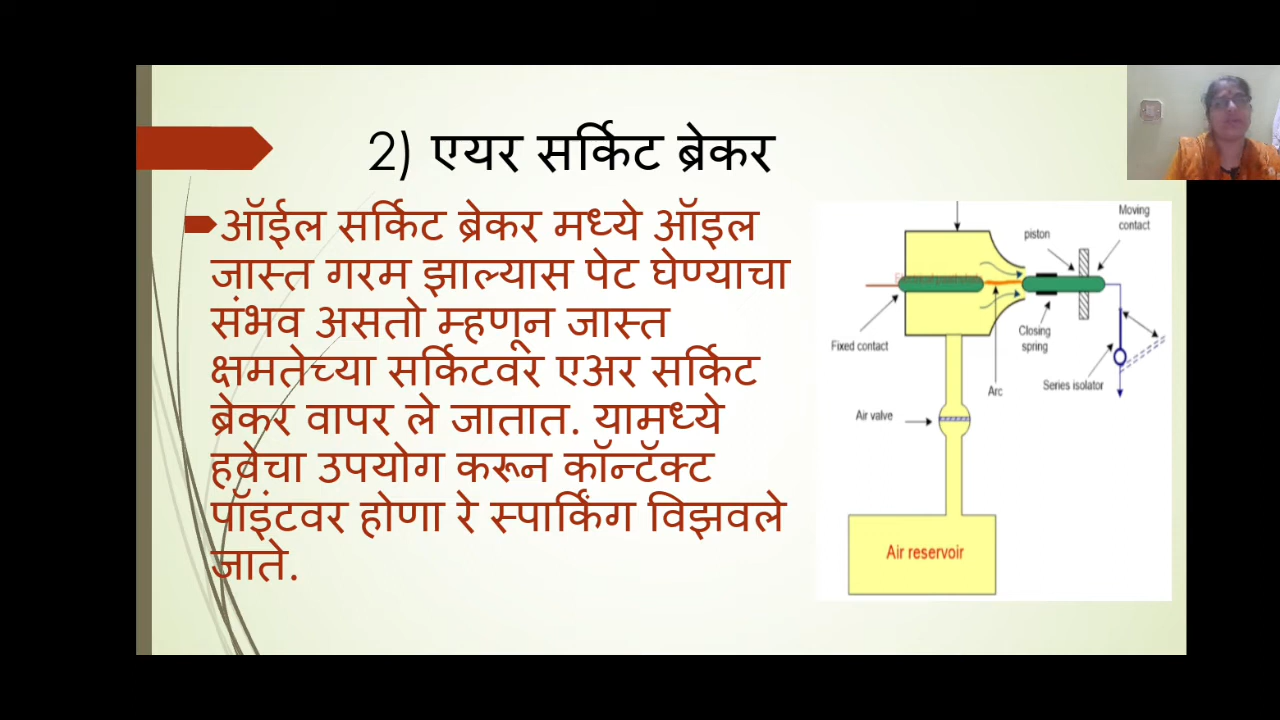 2) एयर सर्किट ब्रेकर
ऑईल सर्किट ब्रेकर मध्ये ऑइल
जास्त गरम झाल्यास पेट घेण्याचा
संभव असतो म्हणून जास्त
क्षमतेच्या सर्किटवर एअर सर्किट
ब्रेकर वापर ले जातात. यामध्ये
हवेचा उपयोग करून कॉन्टॅक्ट
पॉइंटवर होणा रे स्पार्किंग विझवले
जाते.
Moving
contact
piston
Fixed contact
Closing
spring
Arc
Series isolator
Air valve
Air reservoir